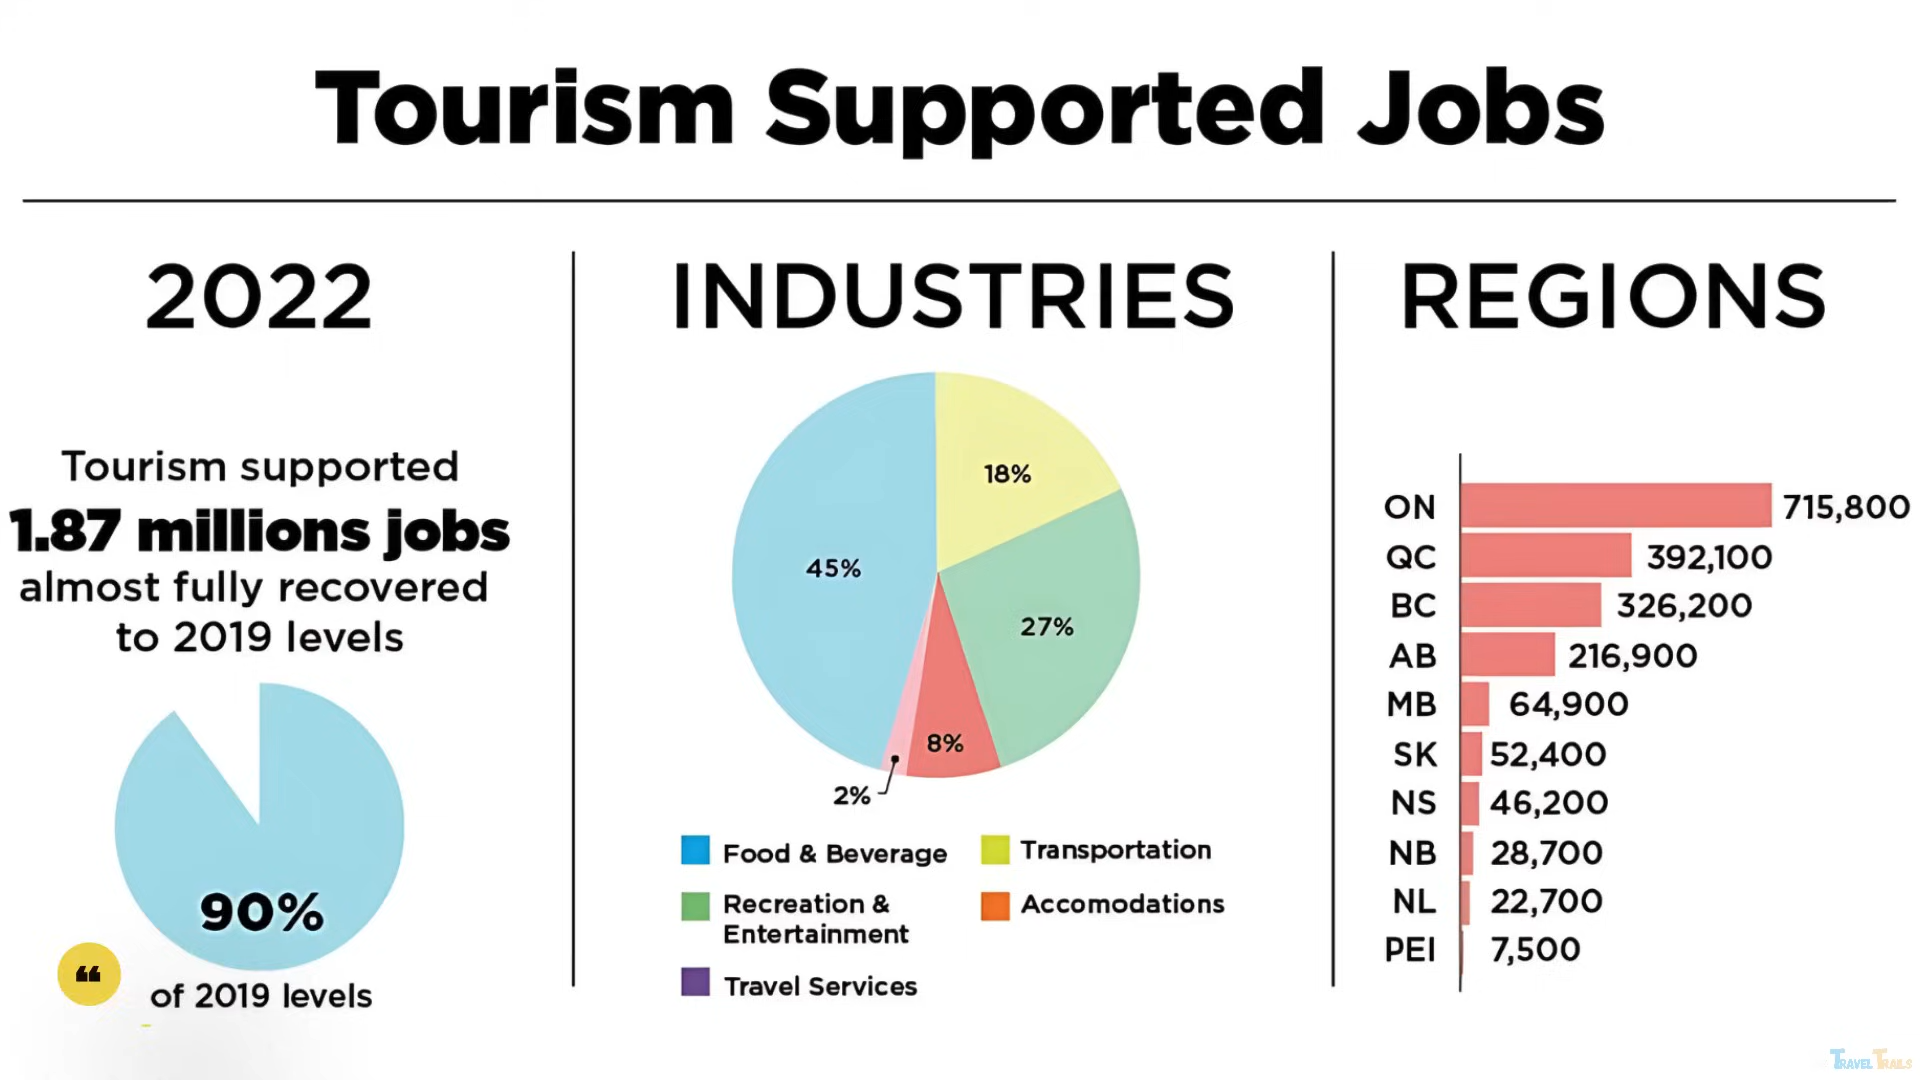 Tourism Supported Jobs
2022
Tourism supported
1.87 millions jobs
almost fully recovered
to 2019 levels
90%
of 2019 levels
INDUSTRIES
18%
45%
27%
8%
2%
Food & Beverage
Transportation
Recreation &
Entertainment
Accomodations
Travel Services
REGIONS
ON 715,800
QC 392,100
BC 326,200
AB 216,900
MB 64,900
SK 52,400
NS 46,200
NB 28,700
NL 22,700
PEI 7,500
TRAVEL TRAILS